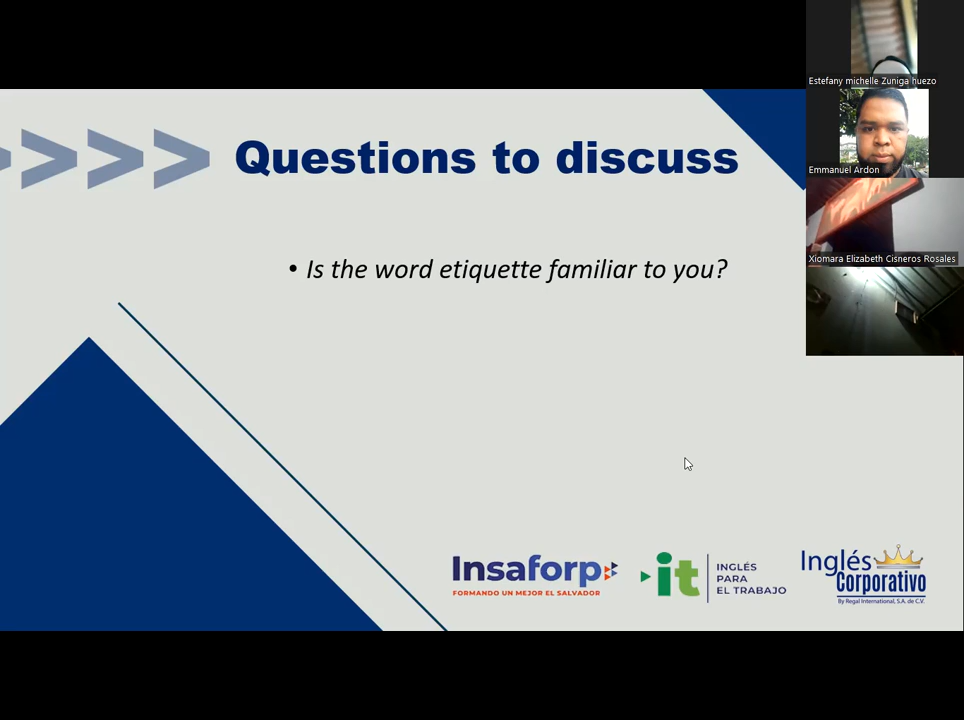 Questions to discuss
• Is the word etiquette familiar to you?
Estefany michelle Zuniga huezo
Emmanuel Ardon
Xiomara Elizabeth Cisneros Rosales
Insaforp
FORMANDO UN MEJOR EL SALVADOR
it
INGLÉS
PARA
EL TRABAJO
Inglés
Corporativo
By Regal International, S.A. de C.V.